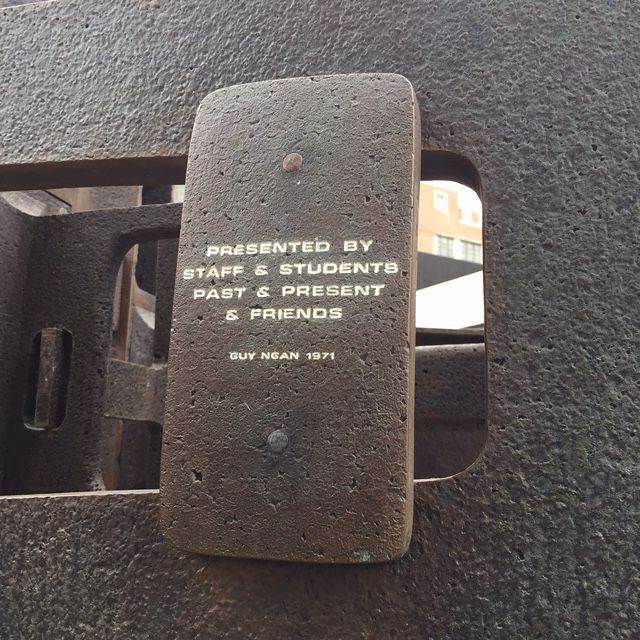 PRESENTED BY
STAFF & STUDENTS
PAST & PRESENT
& FRIENDS
GUY NGAN 1971